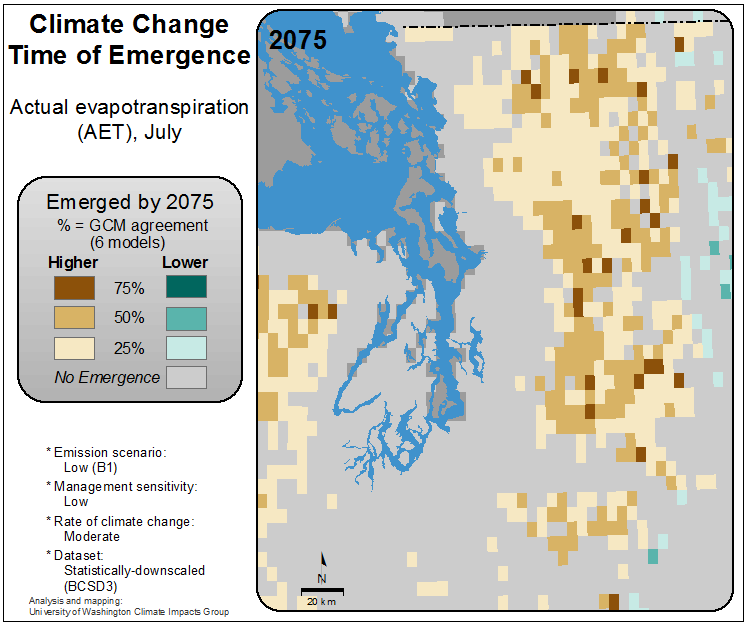 Climate Change
Time of Emergence
Actual evapotranspiration
(AET), July
Emerged by 2075
% = GCM agreement
(6 models)
Higher Lower
75%
50%
25%
No Emergence
* Emission scenario:
Low (B1)
* Management sensitivity:
Low
* Rate of climate change:
Moderate
* Dataset:
Statistically-downscaled
(BCSD3)
Analysis and mapping:
University of Washington Climate Impacts Group
2075
N
20 km